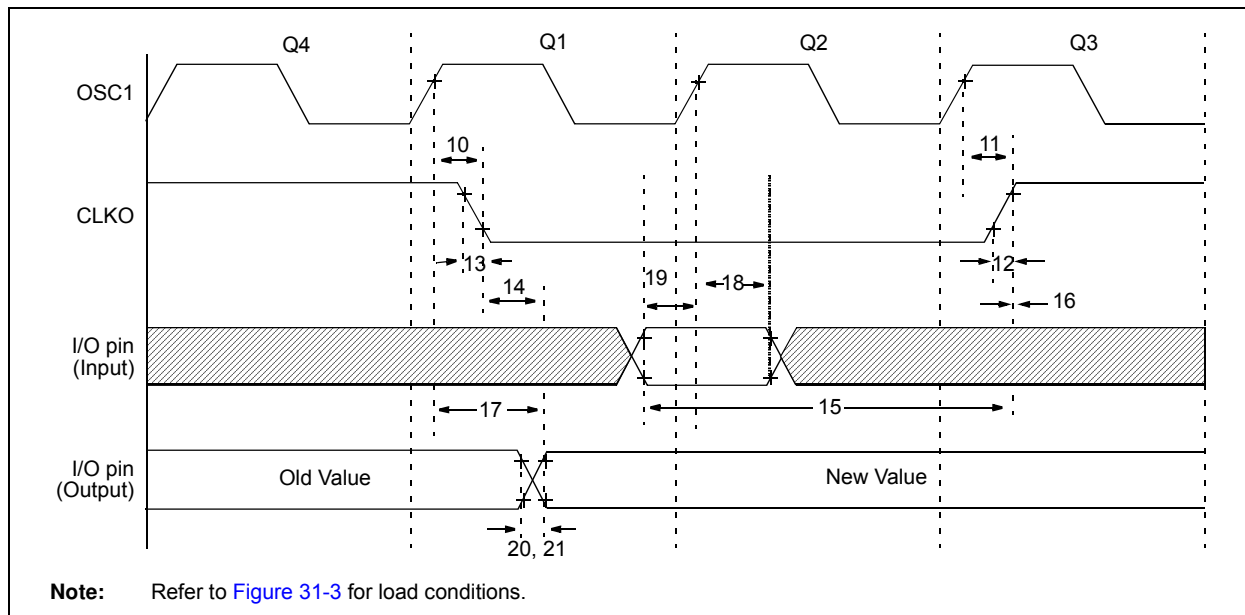 Q4 Q1 Q2 Q3
OSC1
10 11
CLKO
13 12
14 19 18 16
I/O pin
(Input)
17 15
I/O pin
(Output)
Old Value New Value
20, 21
Note: Refer to Figure 31-3 for load conditions.